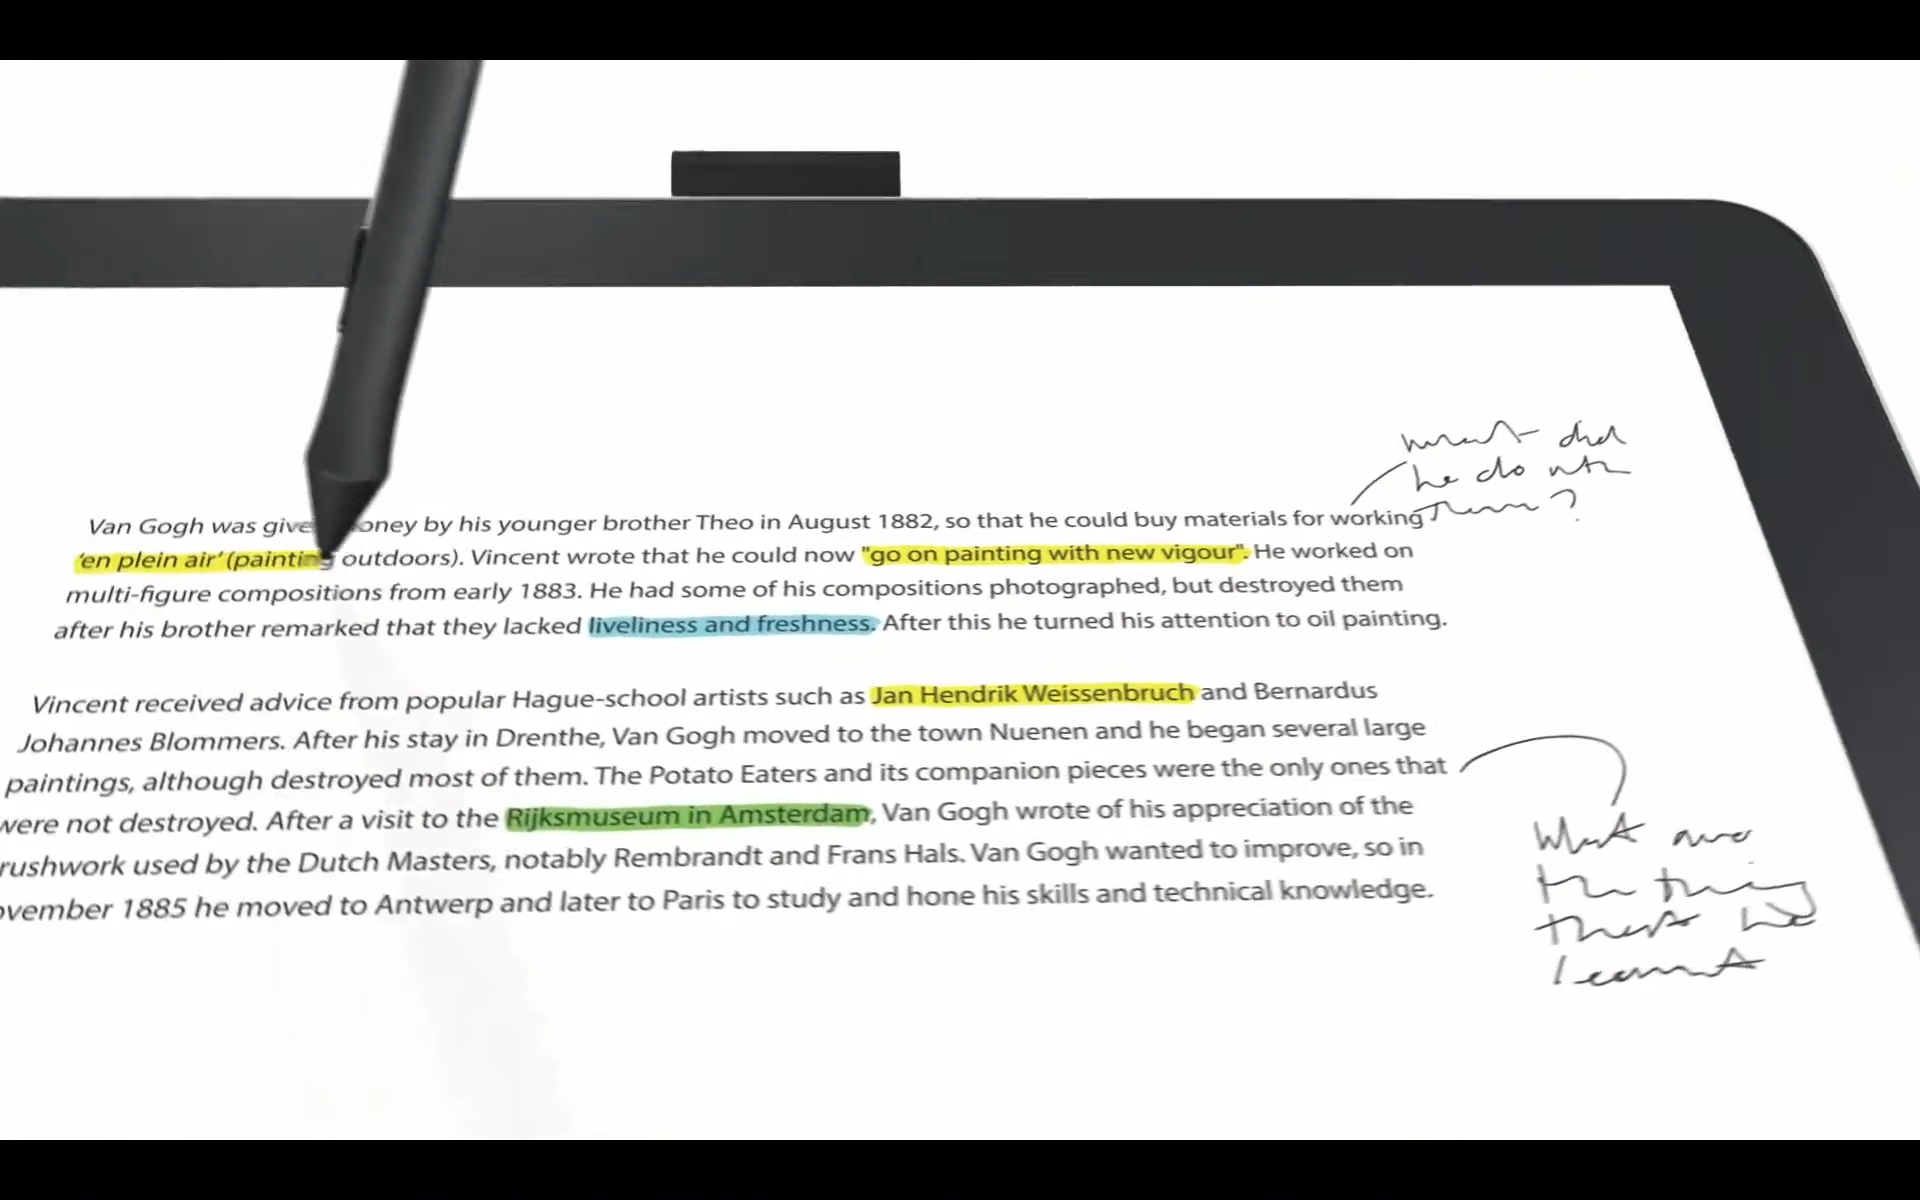 what did
he do with
them?
Van Gogh was give oney by his younger brother Theo in August 1882, so that he could buy materials for working
'en plein air' (painting outdoors). Vincent wrote that he could now "go on painting with new vigour". He worked on
multi-figure compositions from early 1883. He had some of his compositions photographed, but destroyed them
after his brother remarked that they lacked liveliness and freshness. After this he turned his attention to oil painting.
Vincent received advice from popular Hague-school artists such as Jan Hendrik Weissenbruch and Bernardus
Johannes Blommers. After his stay in Drenthe, Van Gogh moved to the town Nuenen and he began several large
paintings, although destroyed most of them. The Potato Eaters and its companion pieces were the only ones that
were not destroyed. After a visit to the Rijksmuseum in Amsterdam, Van Gogh wrote of his appreciation of the
rushwork used by the Dutch Masters, notably Rembrandt and Frans Hals. Van Gogh wanted to improve, so in
ovember 1885 he moved to Antwerp and later to Paris to study and hone his skills and technical knowledge.
What are
the thing
that he
learnt